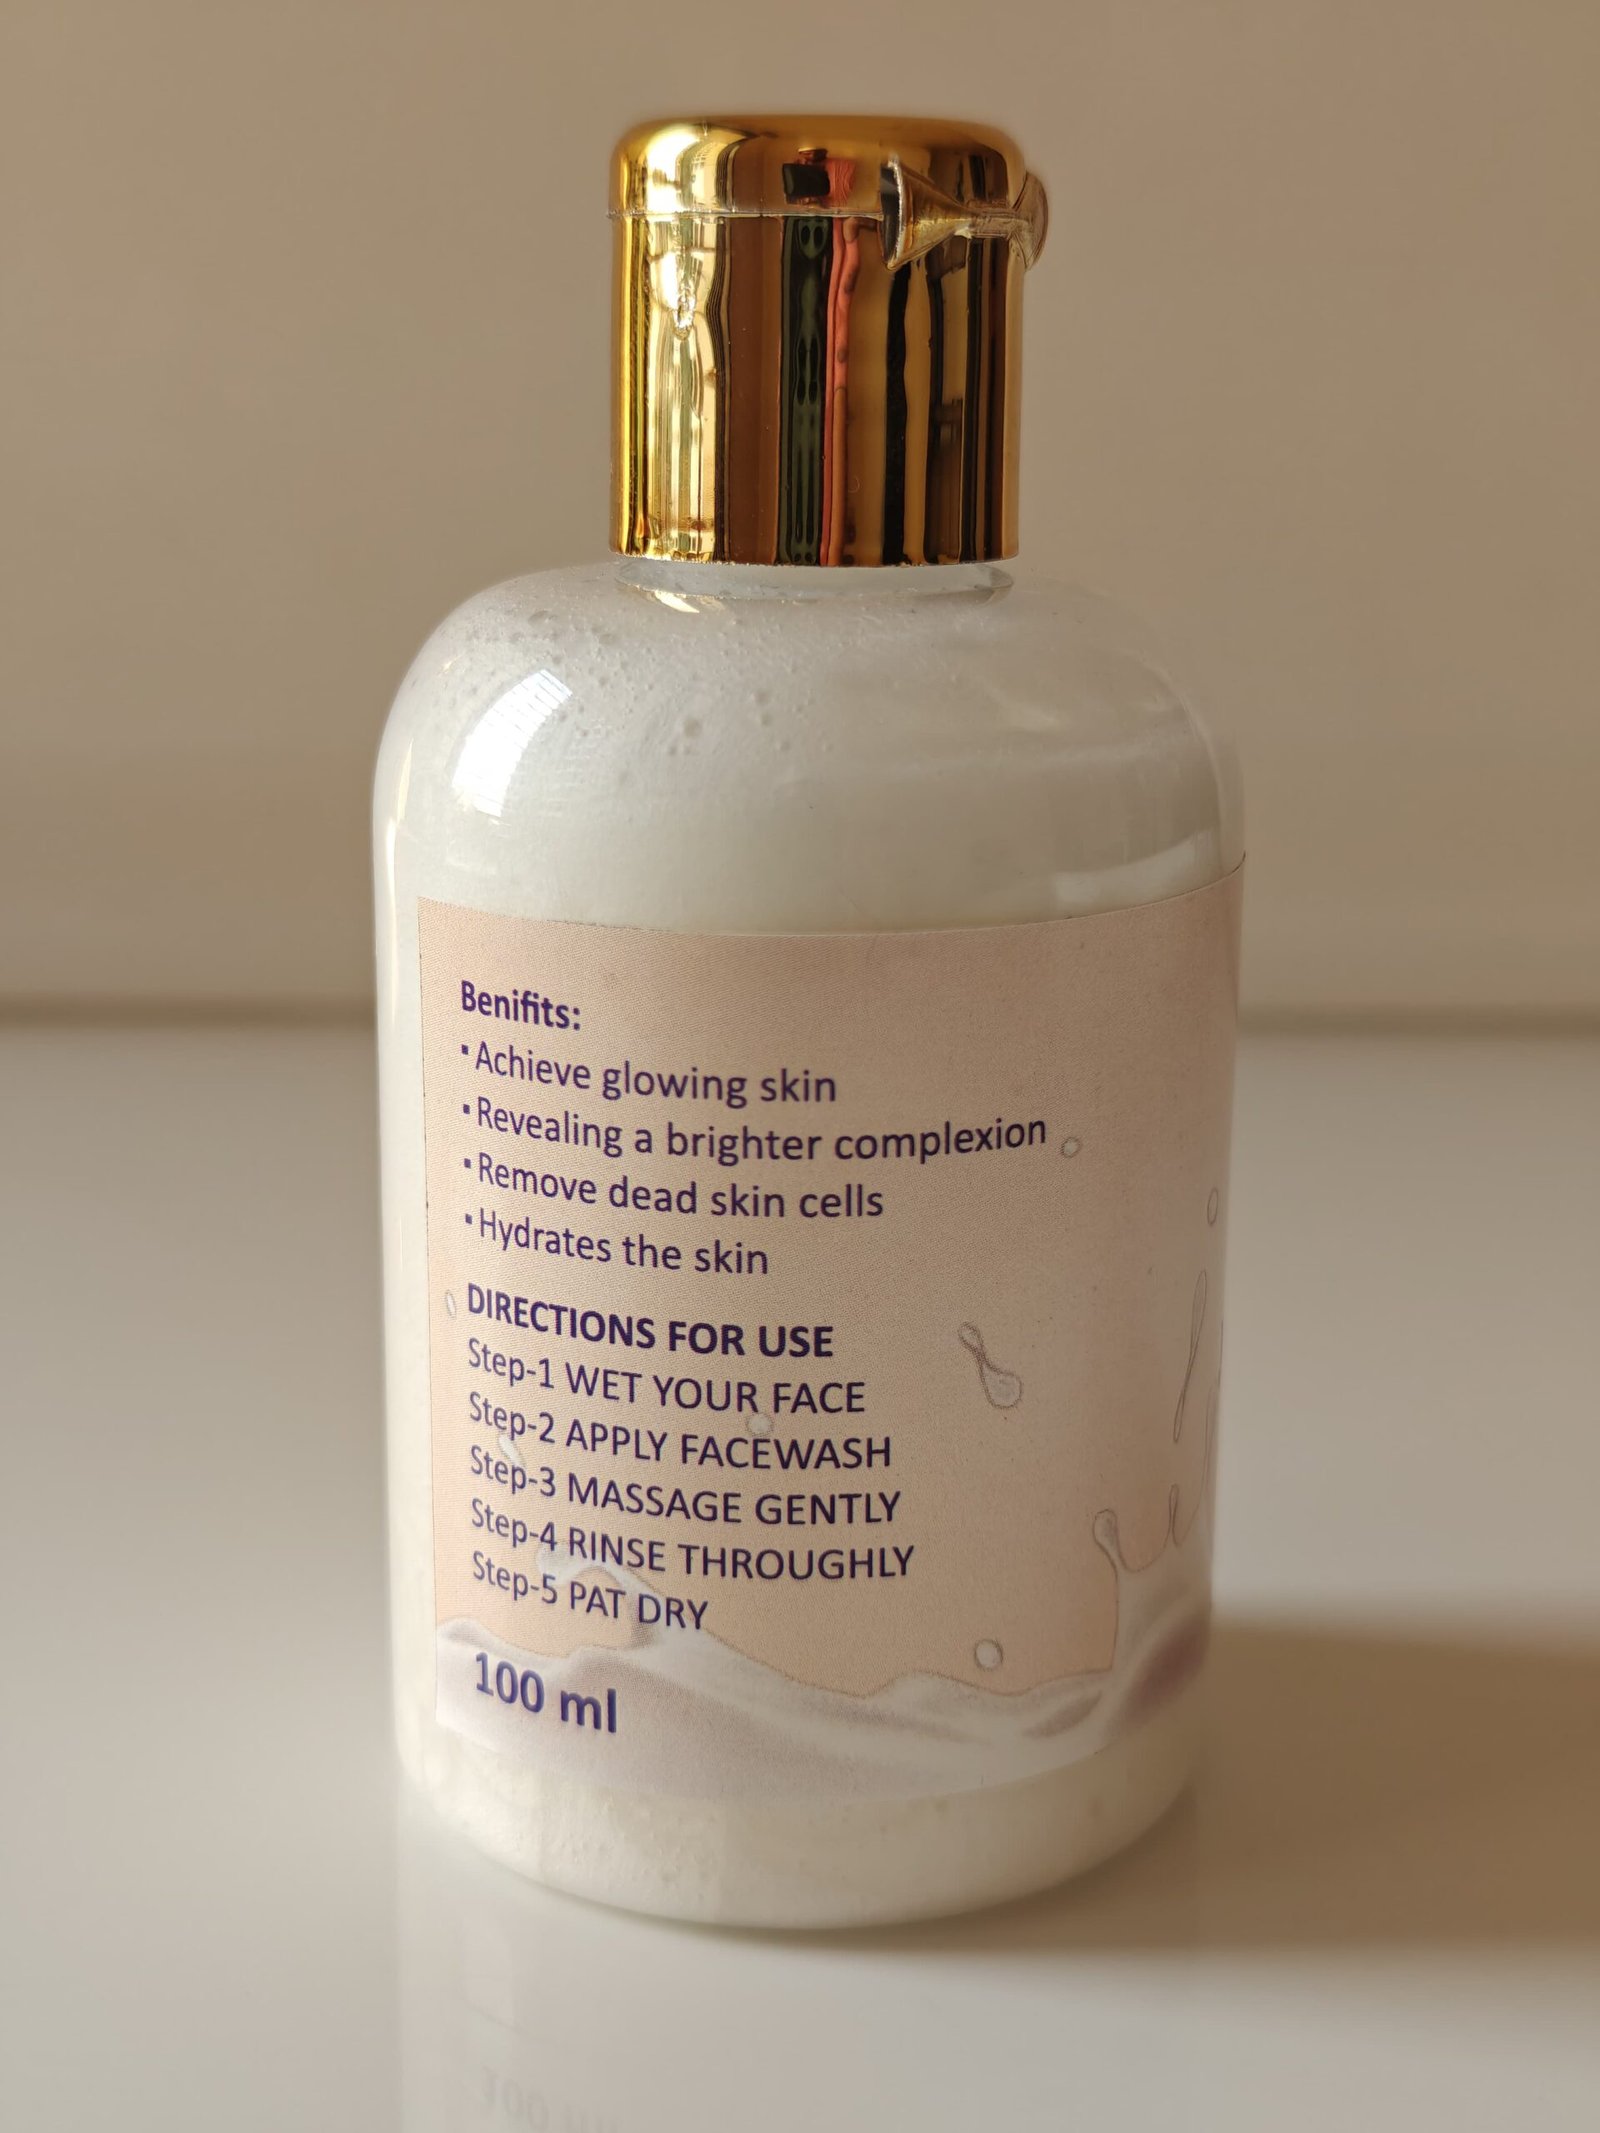 Benifits:
▪ Achieve glowing skin
▪ Revealing a brighter complexion
▪ Remove dead skin cells
▪ Hydrates the skin
DIRECTIONS FOR USE
Step-1 WET YOUR FACE
Step-2 APPLY FACEWASH
Step-3 MASSAGE GENTLY
Step-4 RINSE THROUGHLY
Step-5 PAT DRY
100 ml